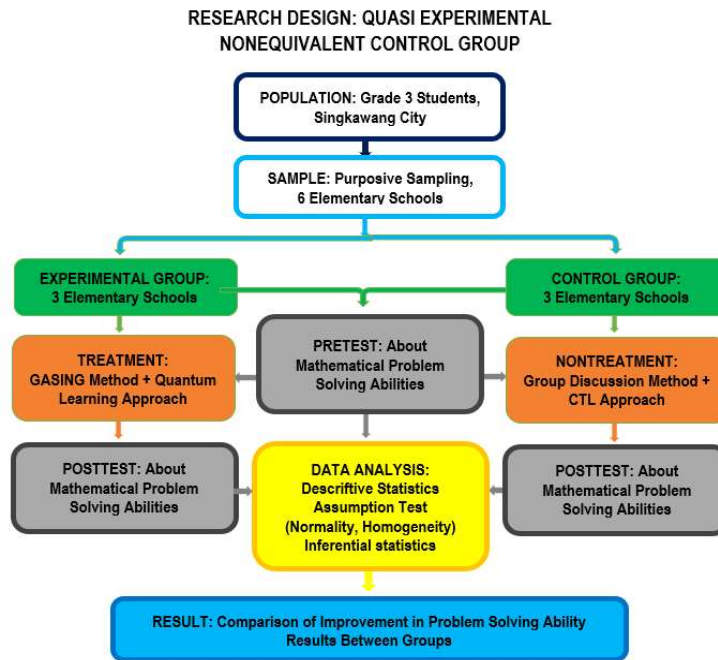 RESEARCH DESIGN: QUASI EXPERIMENTAL
NONEQUIVALENT CONTROL GROUP
POPULATION: Grade 3 Students,
Singkawang City
SAMPLE: Purposive Sampling,
6 Elementary Schools
EXPERIMENTAL GROUP:
3 Elementary Schools
CONTROL GROUP:
3 Elementary Schools
TREATMENT:
GASING Method + Quantum
Learning Approach
PRETEST: About
Mathematical Problem
Solving Abilities
NONTREATMENT:
Group Discussion Method +
CTL Approach
POSTTEST: About
Mathematical Problem
Solving Abilities
DATA ANALYSIS:
Descriftive Statistics
Assumption Test
(Normality, Homogeneity)
Inferential statistics
POSTTEST: About
Mathematical Problem
Solving Abilities
RESULT: Comparison of Improvement in Problem Solving Ability
Results Between Groups